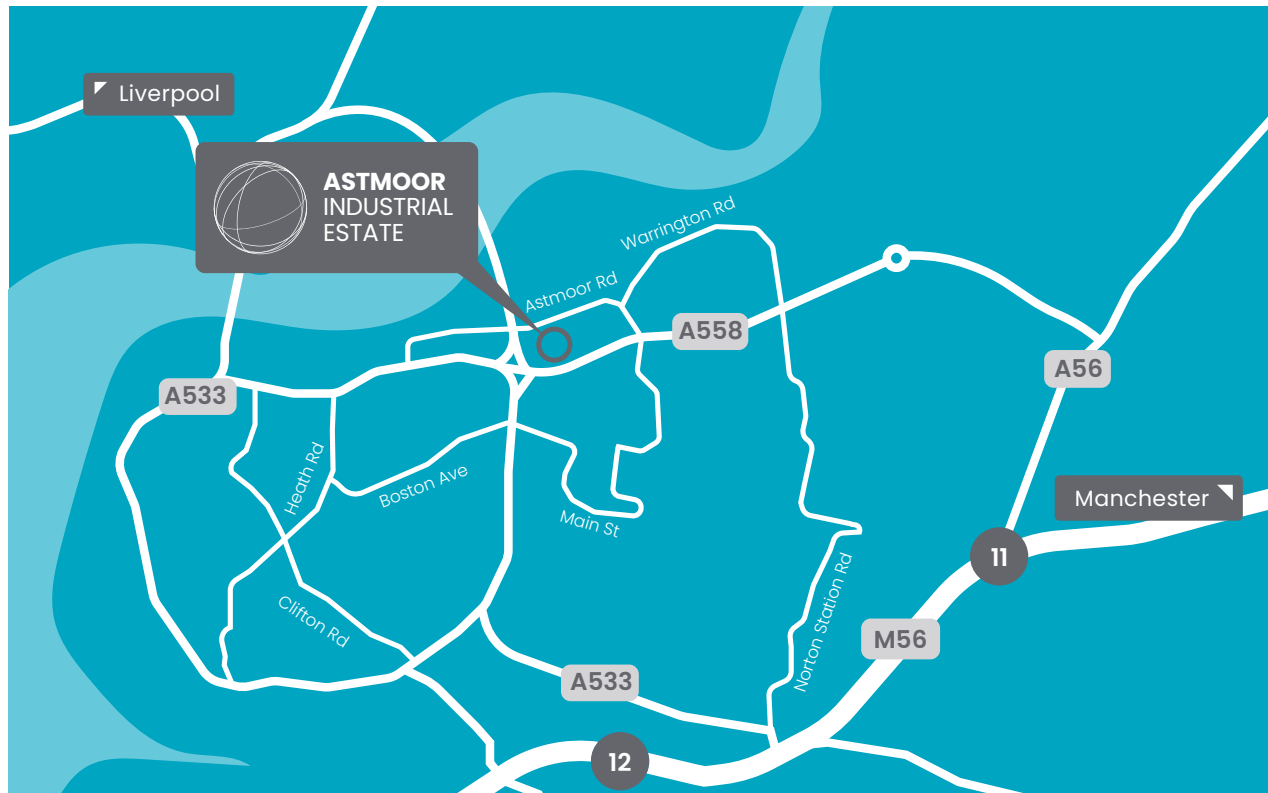 Liverpool
ASTMOOR
INDUSTRIAL
ESTATE
Warrington Rd
Astmoor Rd
A558
A56
A533
Heath Rd
Boston Ave
Manchester
Main St
11
Norton Station Rd
Clifton Rd
M56
A533
12